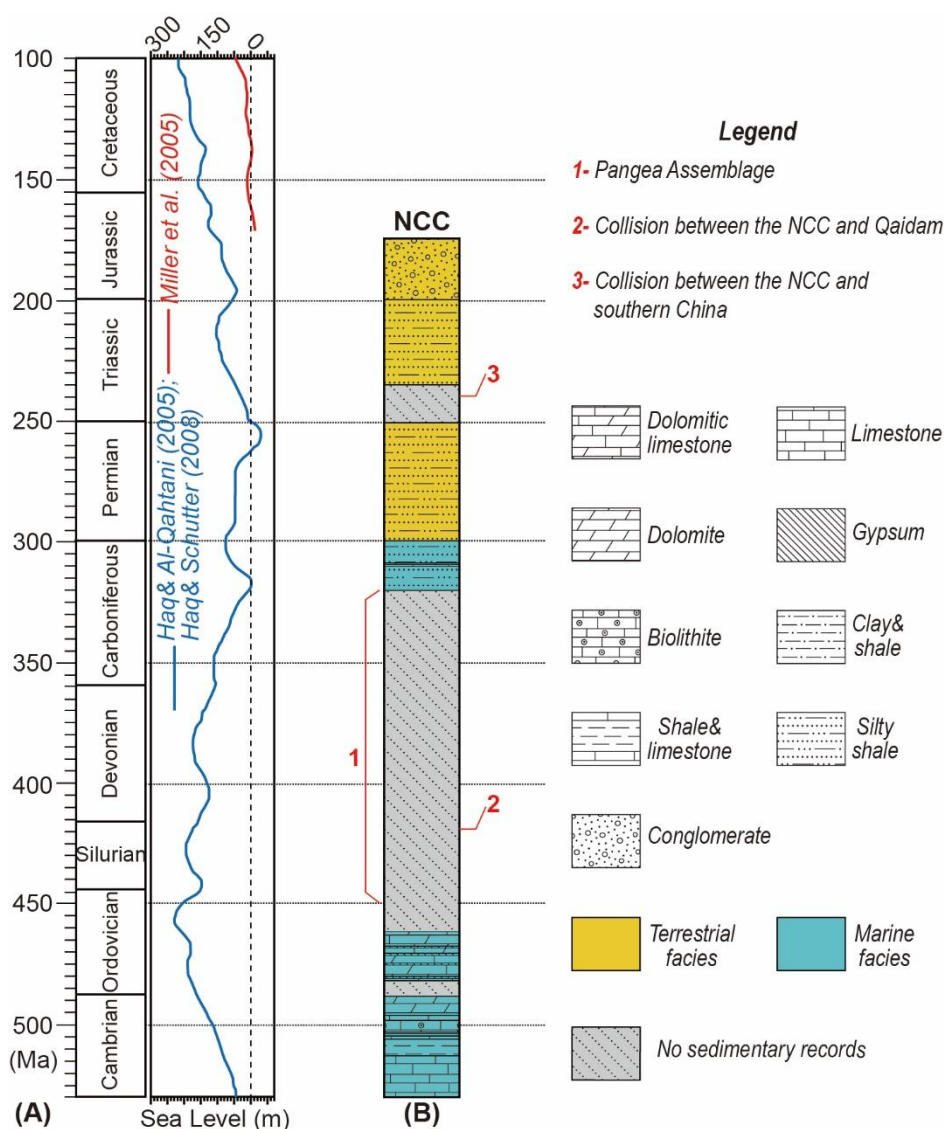 300
150
0
100
150
200
250
300
350
400
450
500
(Ma)
Cretaceous
Jurassic
Triassic
Permian
Carboniferous
Devonian
Silurian
Ordovician
Cambrian
Miller et al. (2005)
Haq& Al-Qahtani (2005);
Haq& Schutter (2008)
(A)
Sea Level (m)
NCC
3
1
2
(B)
Legend
1- Pangea Assemblage
2- Collision between the NCC and Qaidam
3- Collision between the NCC and
southern China
Dolomitic
limestone
Limestone
Dolomite
Gypsum
Biolithite
Clay&
shale
Shale&
limestone
Silty
shale
Conglomerate
Terrestrial
facies
Marine
facies
No sedimentary records